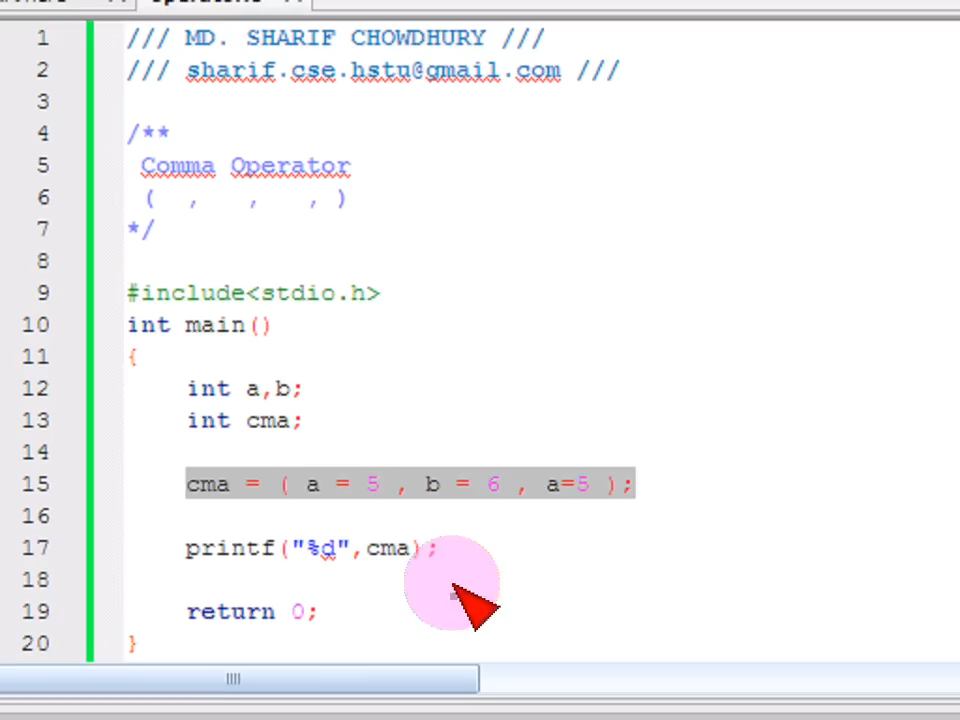 1 /// MD. SHARIF CHOWDHURY ///
2 /// sharif.cse.hstu@gmail.com ///
3
4 /**
5 Comma Operator
6 ( , , , )
7 */
8
9 #include<stdio.h>
10 int main()
11 {
12 int a,b;
13 int cma;
14
15 cma = ( a = 5 , b = 6 , a=5 );
16
17 printf("%d",cma);
18
19 return 0;
20 }